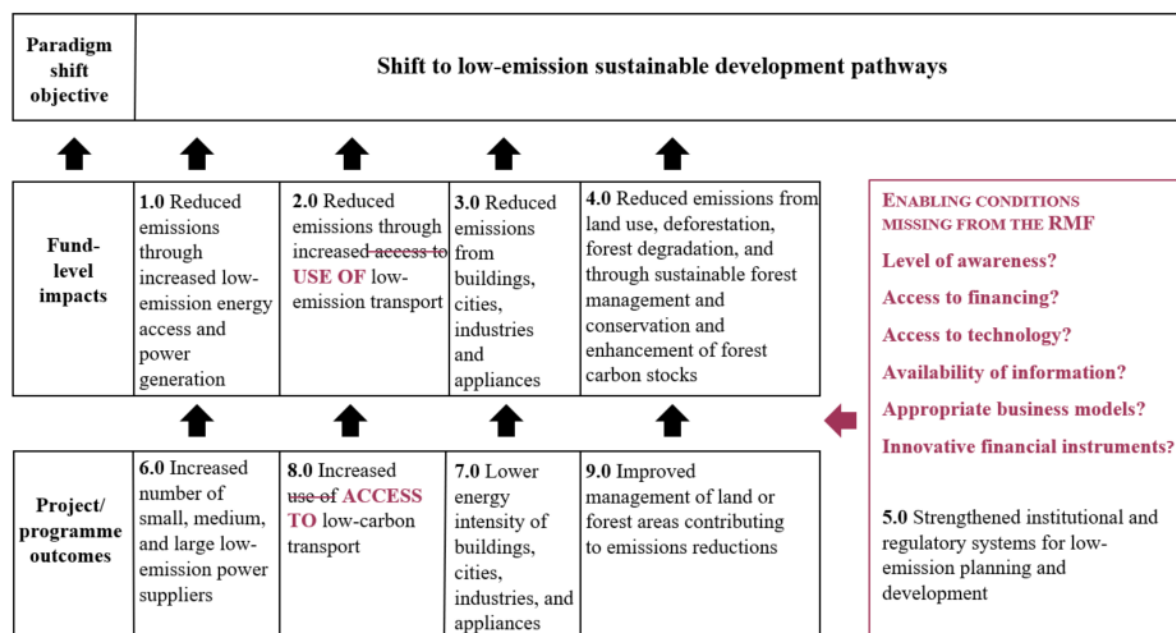 Paradigm
shift
objective
Shift to low-emission sustainable development pathways
Fund-
level
impacts
1.0 Reduced
emissions
through
increased low-
emission energy
access and
power
generation
2.0 Reduced
emissions through
increased access to
USE OF low-
emission transport
3.0 Reduced
emissions
from
buildings,
cities,
industries
and
appliances
4.0 Reduced emissions from
land use, deforestation,
forest degradation, and
through sustainable forest
management and
conservation and
enhancement of forest
carbon stocks
Project/
programme
outcomes
6.0 Increased
number of
small, medium,
and large low-
emission power
suppliers
8.0 Increased
use of ACCESS
TO low-carbon
transport
7.0 Lower
energy
intensity of
buildings,
cities,
industries, and
appliances
9.0 Improved
management of land or
forest areas contributing
to emissions reductions
ENABLING CONDITIONS
MISSING FROM THE RMF
Level of awareness?
Access to financing?
Access to technology?
Availability of information?
Appropriate business models?
Innovative financial instruments?
5.0 Strengthened institutional and
regulatory systems for low-
emission planning and
development